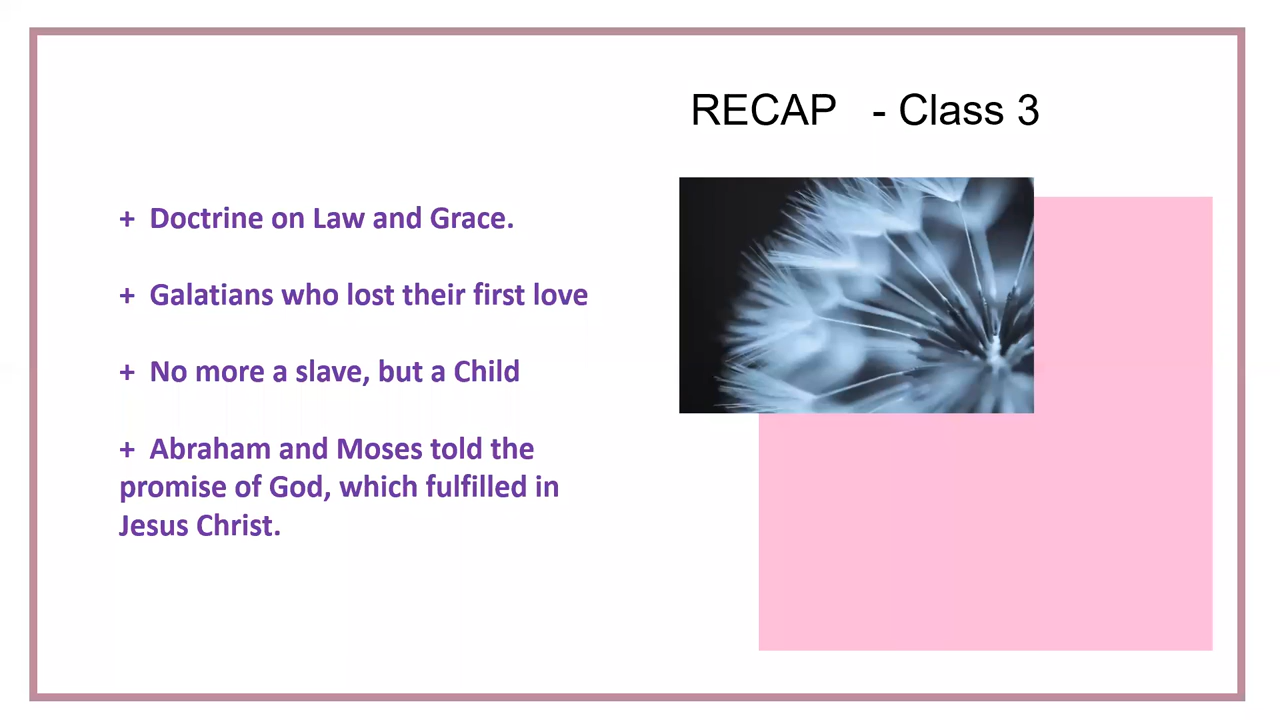 RECAP - Class 3
+ Doctrine on Law and Grace.
+ Galatians who lost their first love
+ No more a slave, but a Child
+ Abraham and Moses told the
promise of God, which fulfilled in
Jesus Christ.